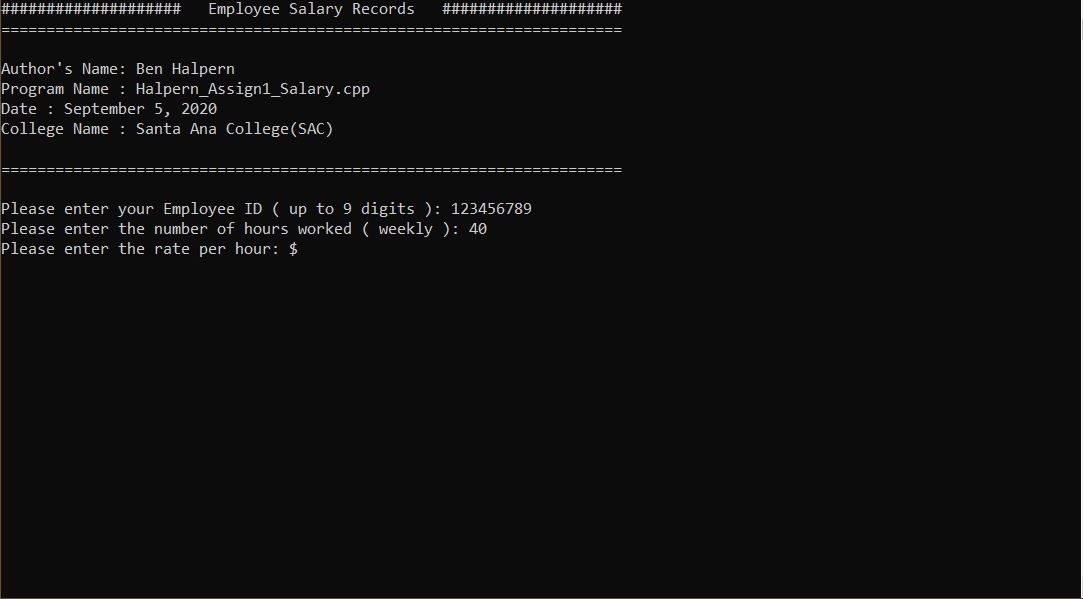 ####################   Employee Salary Records   ####################
=====================================================================
Author's Name: Ben Halpern
Program Name : Halpern_Assign1_Salary.cpp
Date : September 5, 2020
College Name : Santa Ana College(SAC)
=====================================================================
Please enter your Employee ID ( up to 9 digits ): 123456789
Please enter the number of hours worked ( weekly ): 40
Please enter the rate per hour: $